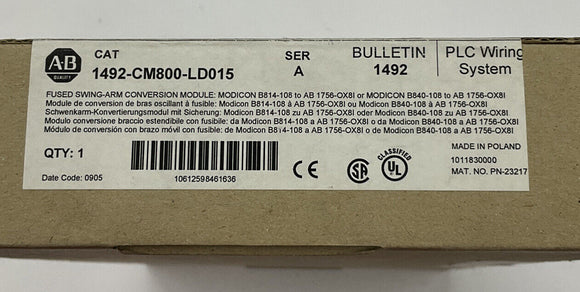 A·B
QUALITY
CAT
1492-CM800-LD015
SER
A
BULLETIN
1492
PLC Wiring
System
FUSED SWING-ARM CONVERSION MODULE: MODICON B814-108 to AB 1756-OX8I or MODICON B840-108 to AB 1756-OX8I
Module de conversion de bras oscillant à fusible: Modicon B814-108 à AB 1756-OX8I ou Modicon B840-108 à AB 1756-OX8I
Schwenkarm-Konvertierungsmodul mit Sicherung: Modicon B814-108 zu AB 1756-OX8I oder Modicon B840-108 zu AB 1756-OX8I
Modulo conversione braccio estendibile con fusibile: da Modicon B814-108 a AB 1756-OX8I o da Modicon B840-108 a AB 1756-OX8I
Módulo de conversión con brazo móvil con fusible: de Modicon B814-108 a AB 1756-OX8I o de Modicon B840-108 a AB 1756-OX8I
QTY: 1
Date Code: 0905
10612598461636
CE
SA
C UL US
LISTED
MADE IN POLAND
1011830000
MAT. NO. PN-23217